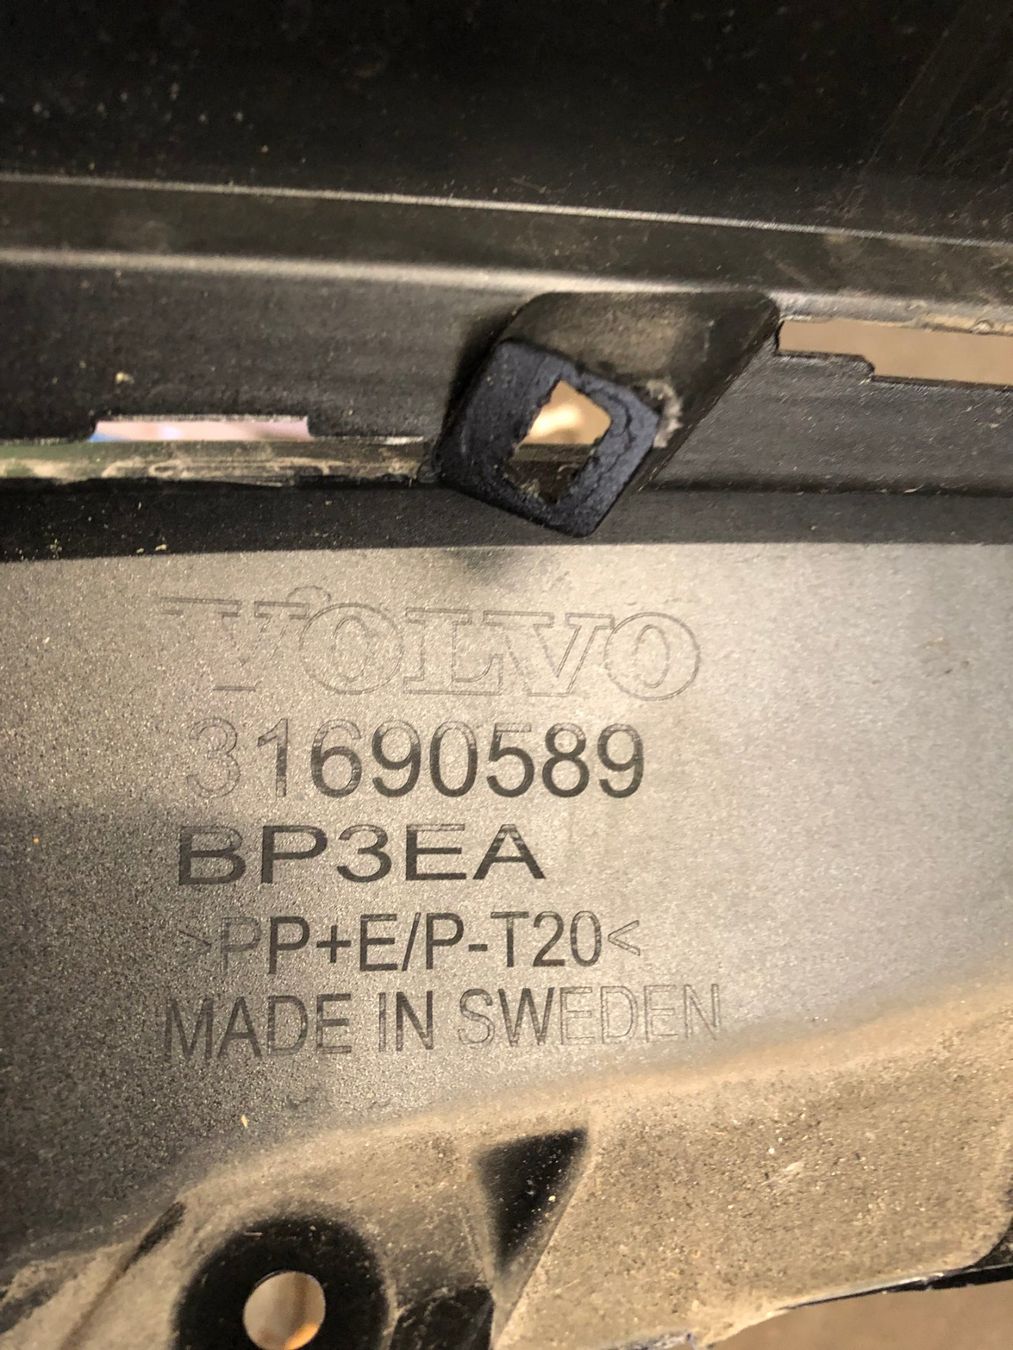 VOLVO
31690589
BP3EA
>PP+E/P-T20<
MADE IN SWEDEN